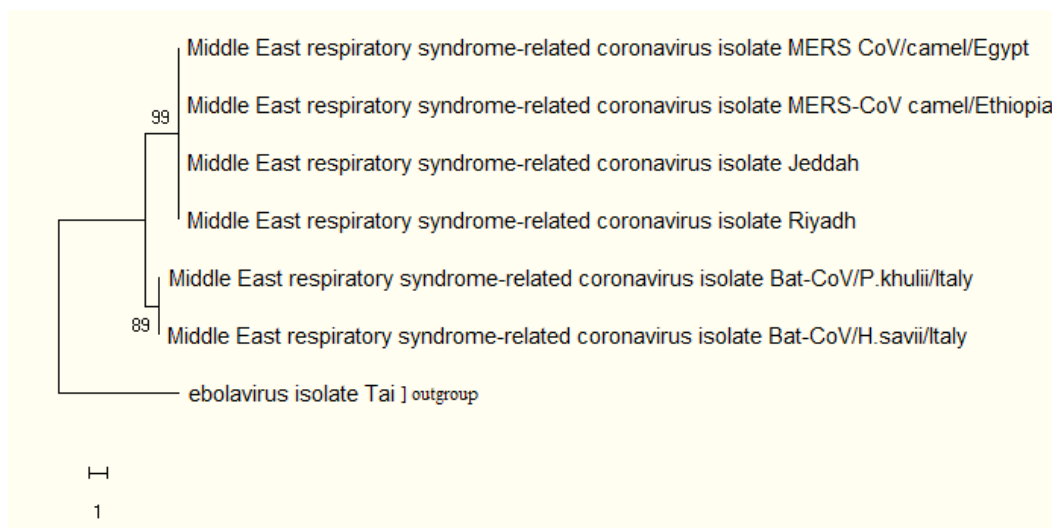 Middle East respiratory syndrome-related coronavirus isolate MERS CoV/camel/Egypt
Middle East respiratory syndrome-related coronavirus isolate MERS-CoV camel/Ethiopia
99
Middle East respiratory syndrome-related coronavirus isolate Jeddah
Middle East respiratory syndrome-related coronavirus isolate Riyadh
Middle East respiratory syndrome-related coronavirus isolate Bat-CoV/P.khulii/Italy
89
Middle East respiratory syndrome-related coronavirus isolate Bat-CoV/H.savii/Italy
ebolavirus isolate Tai ] outgroup
1